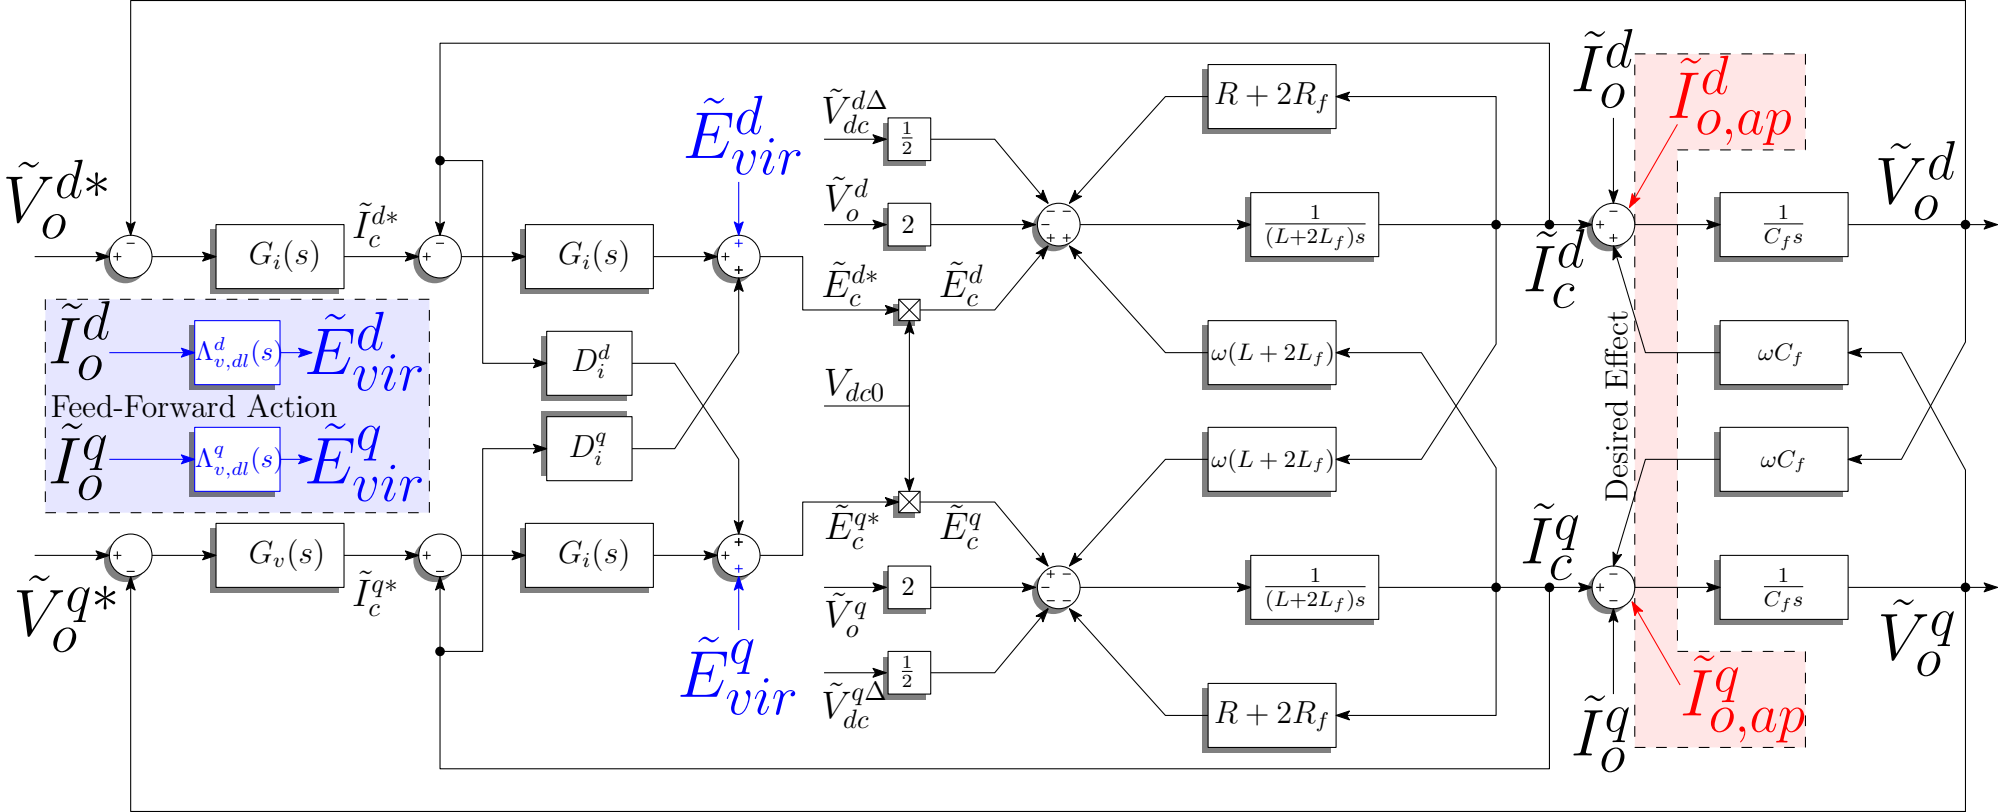 Ṽ_o^{d*}
−
+
G_i(s)
Ĩ_c^{d*}
−
+
G_i(s)
Ẽ_{vir}^d
+
+
+
Ṽ_{dc}^{dΔ}
1/2
Ṽ_o^d
2
Ẽ_c^{d*}
Ẽ_c^d
− −
−
+ +
R + 2R_f
1/((L+2L_f)s)
Ĩ_o^d
Ĩ_{o,ap}^d
−
+
+
Ĩ_c^d
1/(C_f s)
Ṽ_o^d
Ĩ_o^d
Λ_{v,dl}^d(s)
Ẽ_{vir}^d
Feed-Forward Action
Ĩ_o^q
Λ_{v,dl}^q(s)
Ẽ_{vir}^q
D_i^d
D_i^q
V_{dc0}
ω(L + 2L_f)
ω(L + 2L_f)
Desired Effect
ωC_f
ωC_f
+
−
Ṽ_o^{q*}
G_v(s)
Ĩ_c^{q*}
+
−
G_i(s)
+
+
+
Ẽ_{vir}^q
Ẽ_c^{q*}
Ẽ_c^q
2
Ṽ_o^q
1/2
Ṽ_{dc}^{qΔ}
+ −
−
− −
1/((L+2L_f)s)
R + 2R_f
Ĩ_c^q
−
+
−
Ĩ_o^q
Ĩ_{o,ap}^q
1/(C_f s)
Ṽ_o^q